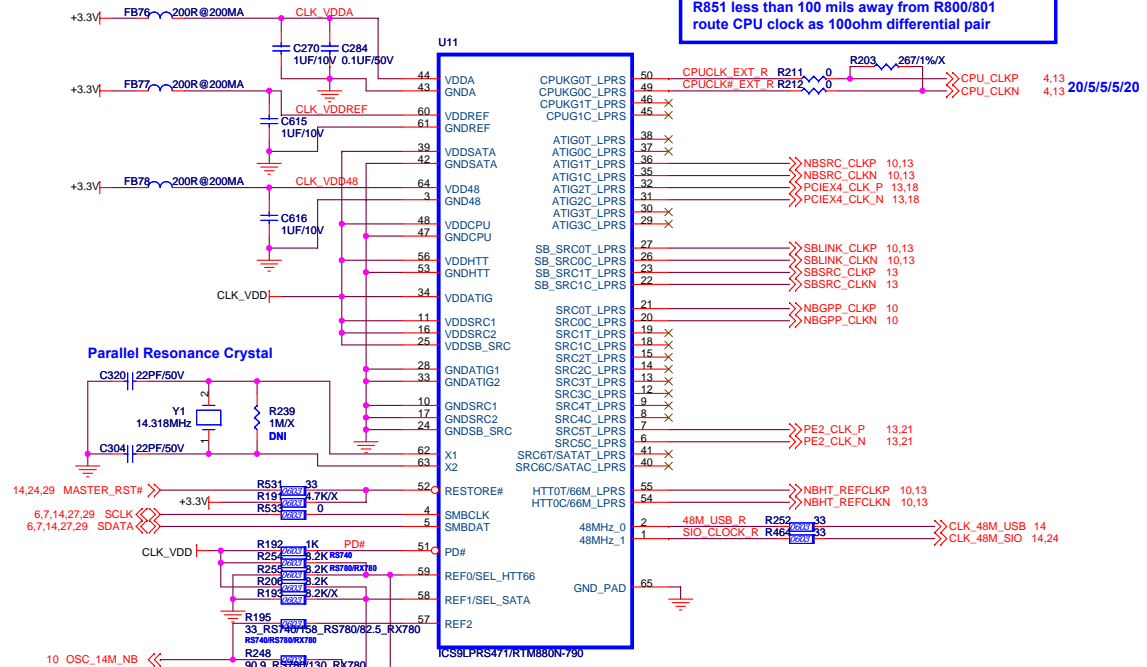 R851 less than 100 mils away from R800/801
route CPU clock as 100ohm differential pair
+3.3V FB76 200R@200MA CLK_VDDA
C270 1UF/10V
C284 0.1UF/50V
+3.3V FB77 200R@200MA CLK_VDDREF
C615 1UF/10V
+3.3V FB78 200R@200MA CLK_VDD48
C616 1UF/10V
CLK_VDD
Parallel Resonance Crystal
C320 22PF/50V
Y1 14.318MHz
2
1
R239 1M/X DNI
C304 22PF/50V
14,24,29 MASTER_RST# R531 0603 33
+3.3V R191 0603 4.7K/X
6,7,14,27,29 SCLK R533 0603 0
6,7,14,27,29 SDATA
CLK_VDD R192 0603 1K PD#
RS740
R254 0603 8.2K
RS780/RX780
R255 0603 8.2K
R206 0603 8.2K
R193 0603 8.2K/X
R195
33_RS740/158_RS780/82.5_RX780
RS740/RS780/RX780
R248
10 OSC_14M_NB
90.9_RS780/130_RX780
U11
44 VDDA
43 GNDA
60 VDDREF
61 GNDREF
39 VDDSATA
42 GNDSATA
64 VDD48
3 GND48
48 VDDCPU
47 GNDCPU
56 VDDHTT
53 GNDHTT
34 VDDATIG
11 VDDSRC1
16 VDDSRC2
25 VDDSB_SRC
28 GNDATIG1
33 GNDATIG2
10 GNDSRC1
17 GNDSRC2
24 GNDSB_SRC
62 X1
63 X2
52 RESTORE#
4 SMBCLK
5 SMBDAT
51 PD#
59 REF0/SEL_HTT66
58 REF1/SEL_SATA
57 REF2
CPUKG0T_LPRS 50 CPUCLK_EXT_R R211 0
R203 267/1%/X
CPU_CLKP 4,13
CPUKG0C_LPRS 49 CPUCLK#_EXT_R R212 0 CPU_CLKN 4,13
20/5/5/5/20
CPUKG1T_LPRS 46
CPUG1C_LPRS 45
ATIG0T_LPRS 38
ATIG0C_LPRS 37
ATIG1T_LPRS 36 NBSRC_CLKP 10,13
ATIG1C_LPRS 35 NBSRC_CLKN 10,13
ATIG2T_LPRS 32 PCIEX4_CLK_P 13,18
ATIG2C_LPRS 31 PCIEX4_CLK_N 13,18
ATIG3T_LPRS 30
ATIG3C_LPRS 29
SB_SRC0T_LPRS 27 SBLINK_CLKP 10,13
SB_SRC0C_LPRS 26 SBLINK_CLKN 10,13
SB_SRC1T_LPRS 23 SBSRC_CLKP 13
SB_SRC1C_LPRS 22 SBSRC_CLKN 13
SRC0T_LPRS 21 NBGPP_CLKP 10
SRC0C_LPRS 20 NBGPP_CLKN 10
SRC1T_LPRS 19
SRC1C_LPRS 18
SRC2T_LPRS 15
SRC2C_LPRS 14
SRC3T_LPRS 13
SRC3C_LPRS 12
SRC4T_LPRS 9
SRC4C_LPRS 8
SRC5T_LPRS 7 PE2_CLK_P 13,21
SRC5C_LPRS 6 PE2_CLK_N 13,21
SRC6T/SATAT_LPRS 41
SRC6C/SATAC_LPRS 40
HTT0T/66M_LPRS 55 NBHT_REFCLKP 10,13
HTT0C/66M_LPRS 54 NBHT_REFCLKN 10,13
48MHz_0 2 48M_USB_R R252 0603 33 CLK_48M_USB 14
48MHz_1 1 SIO_CLOCK_R R464 0603 33 CLK_48M_SIO 14,24
GND_PAD 65
ICS9LPRS471/RTM880N-790